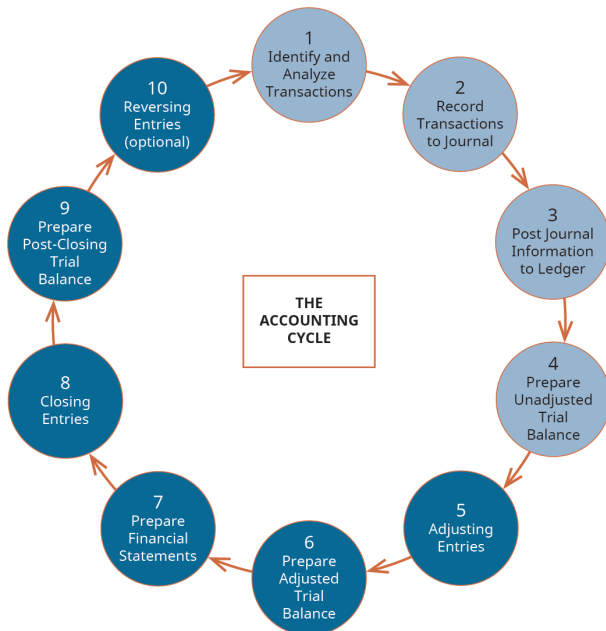 1
Identify and
Analyze
Transactions
2
Record
Transactions
to Journal
3
Post Journal
Information
to Ledger
4
Prepare
Unadjusted
Trial
Balance
5
Adjusting
Entries
6
Prepare
Adjusted
Trial
Balance
7
Prepare
Financial
Statements
8
Closing
Entries
9
Prepare
Post-Closing
Trial
Balance
10
Reversing
Entries
(optional)
THE
ACCOUNTING
CYCLE